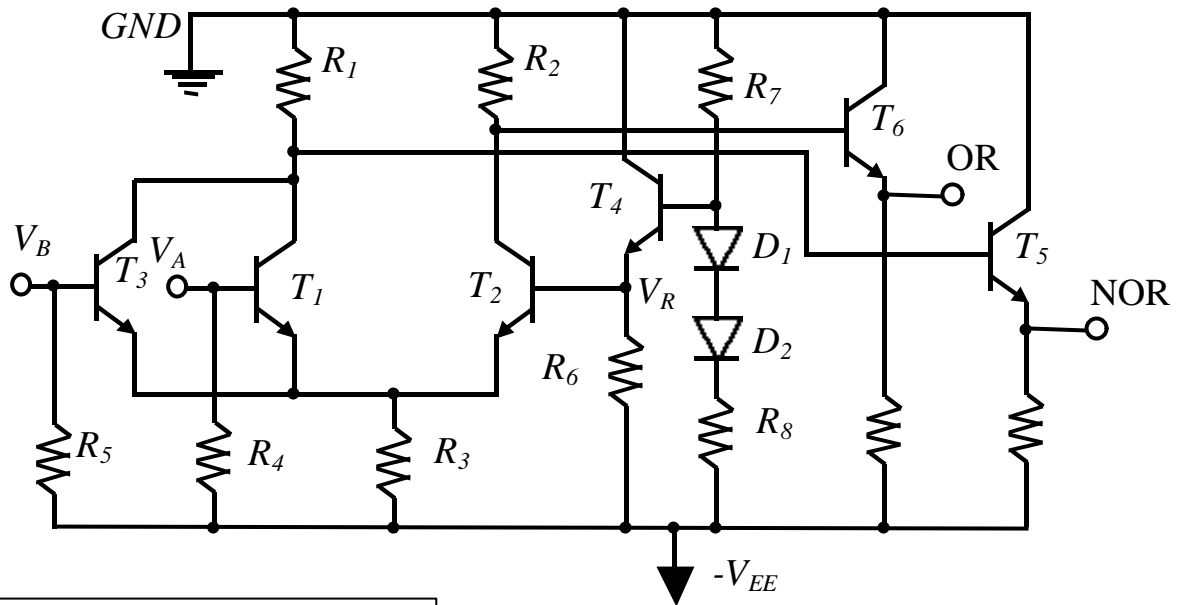 GND
R1
R2
R7
T6
OR
T4
VB
VA
T3
T1
T2
VR
D1
T5
NOR
D2
R6
R5
R4
R3
R8
-VEE